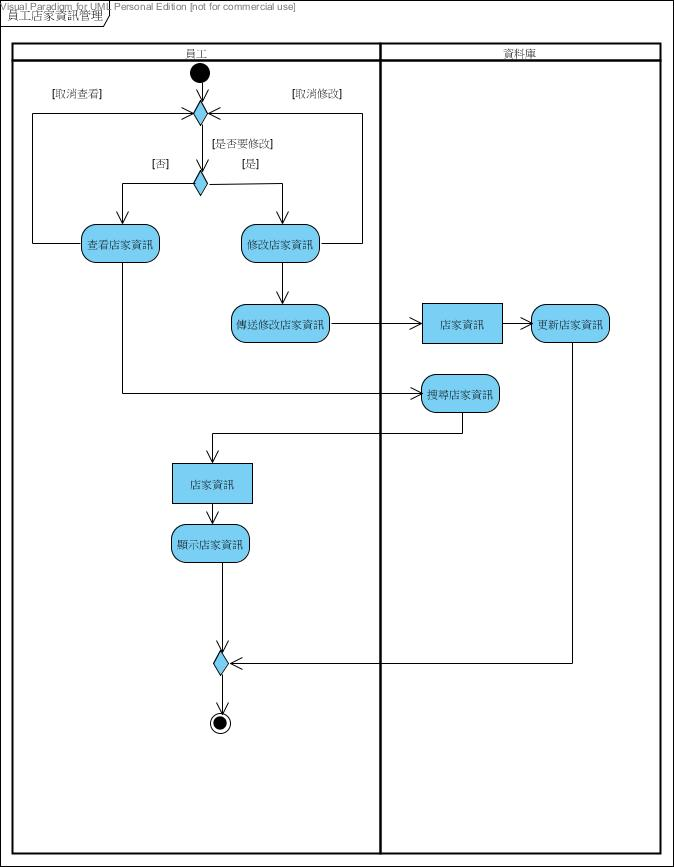 Visual Paradigm for UML Personal Edition [not for commercial use]
員工店家資訊管理
員工
資料庫
[取消查看]
[取消修改]
[是否要修改]
[否]
[是]
查看店家資訊
修改店家資訊
傳送修改店家資訊
店家資訊
更新店家資訊
搜尋店家資訊
店家資訊
顯示店家資訊